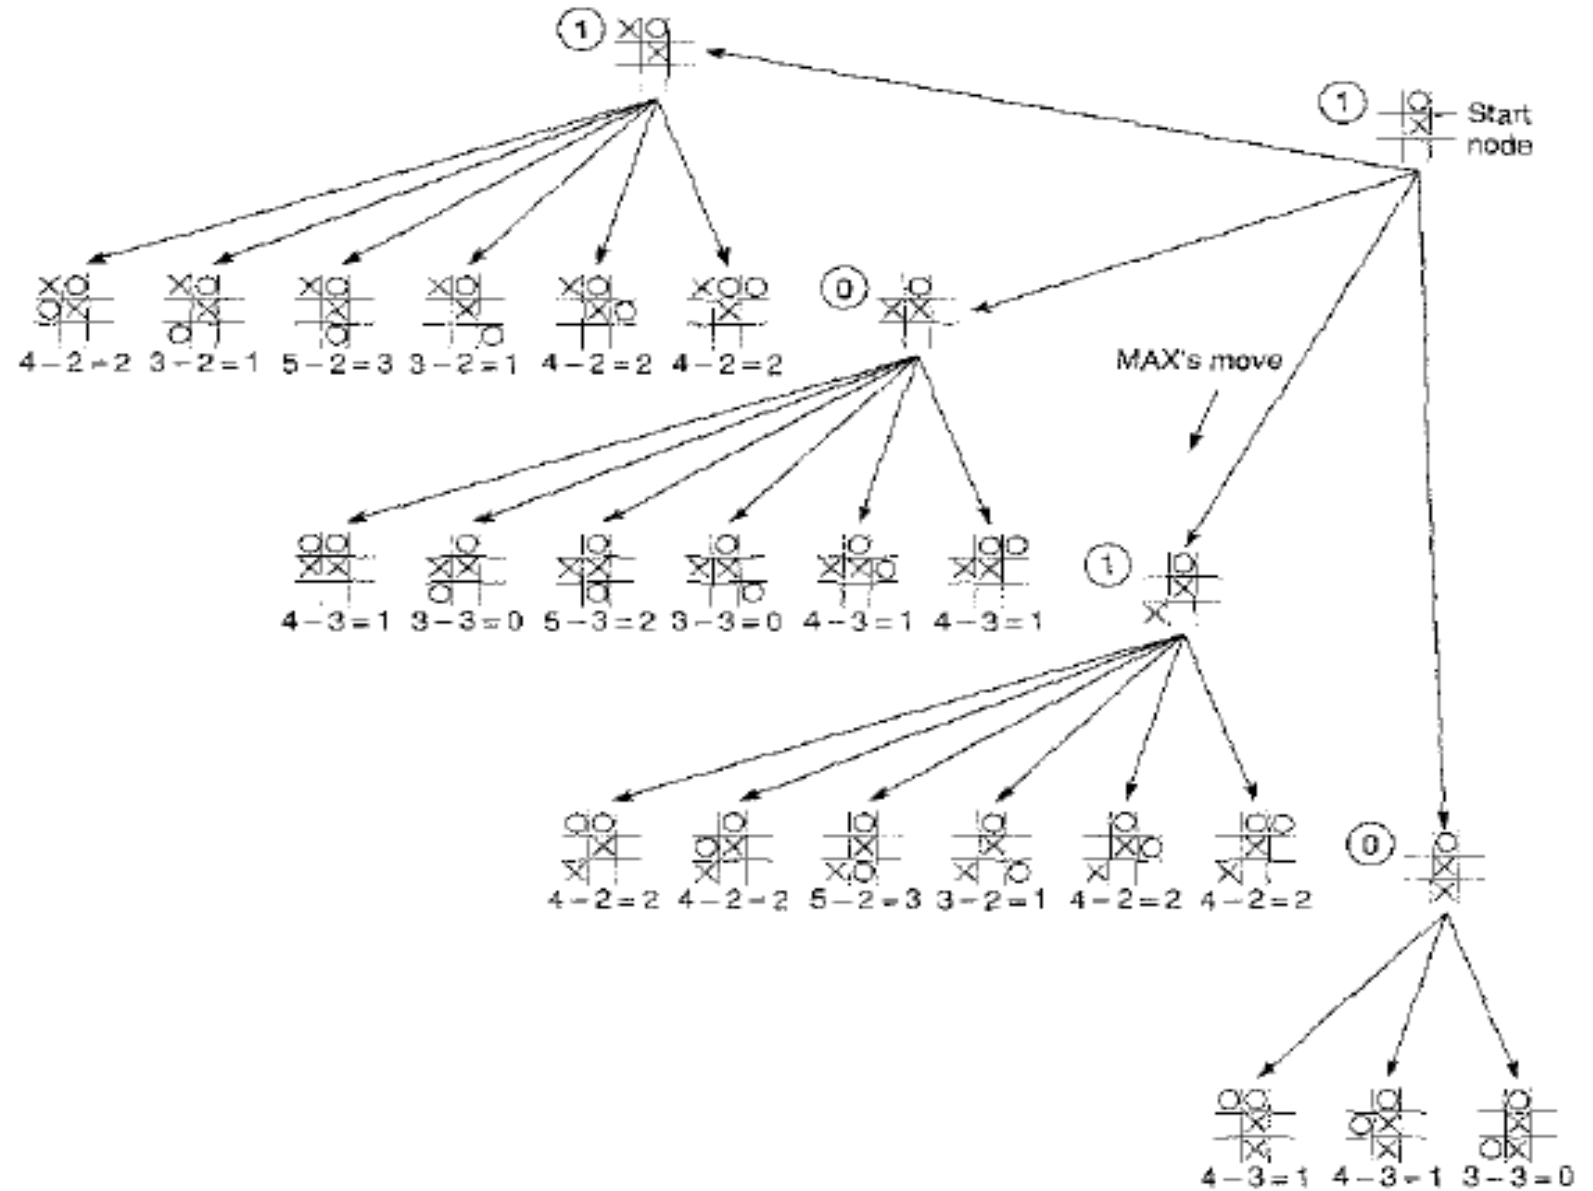 1
1
Start
node
4 – 2 = 2
3 – 2 = 1
5 – 2 = 3
3 – 2 = 1
4 – 2 = 2
4 – 2 = 2
0
MAX's move
4 – 3 = 1
3 – 3 = 0
5 – 3 = 2
3 – 3 = 0
4 – 3 = 1
4 – 3 = 1
1
4 – 2 = 2
4 – 2 = 2
5 – 2 = 3
3 – 2 = 1
4 – 2 = 2
4 – 2 = 2
0
4 – 3 = 1
4 – 3 = 1
3 – 3 = 0